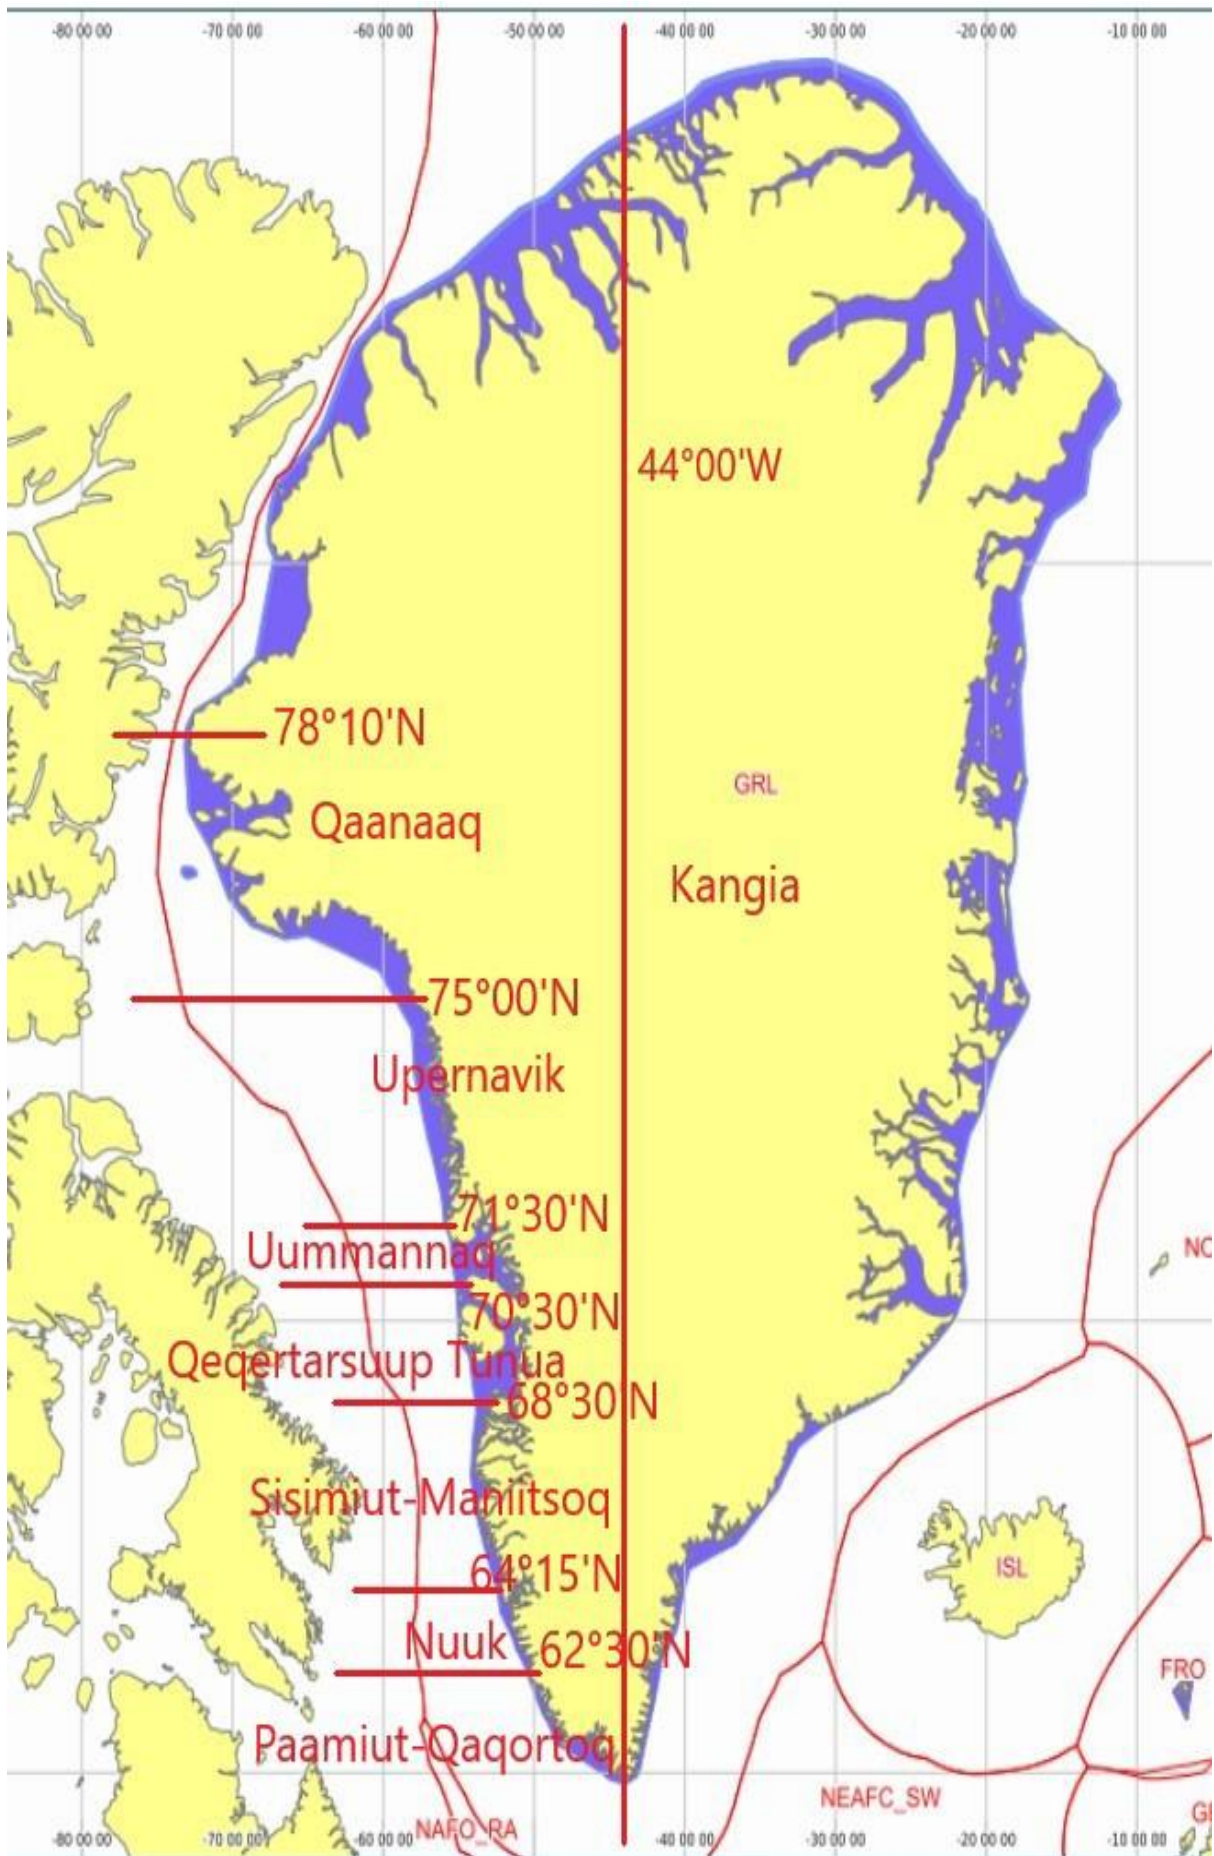 -80 00 00 -70 00 00 -60 00 00 -50 00 00 -40 00 00 -30 00 00 -20 00 00 -10 00 00
44°00'W
78°10'N
GRL
Qaanaaq
Kangia
75°00'N
Upernavik
71°30'N
Uummannaq
NO
70°30'N
Qeqertarsuup Tunua
68°30'N
Sisimiut-Maniitsoq
ISL
64°15'N
Nuuk
62°30'N
FRO
Paamiut-Qaqortoq
NEAFC_SW
NAFO_RA
-80 00 00 -70 00 00 -60 00 00 -50 00 00 -40 00 00 -30 00 00 -20 00 00 -10 00 00